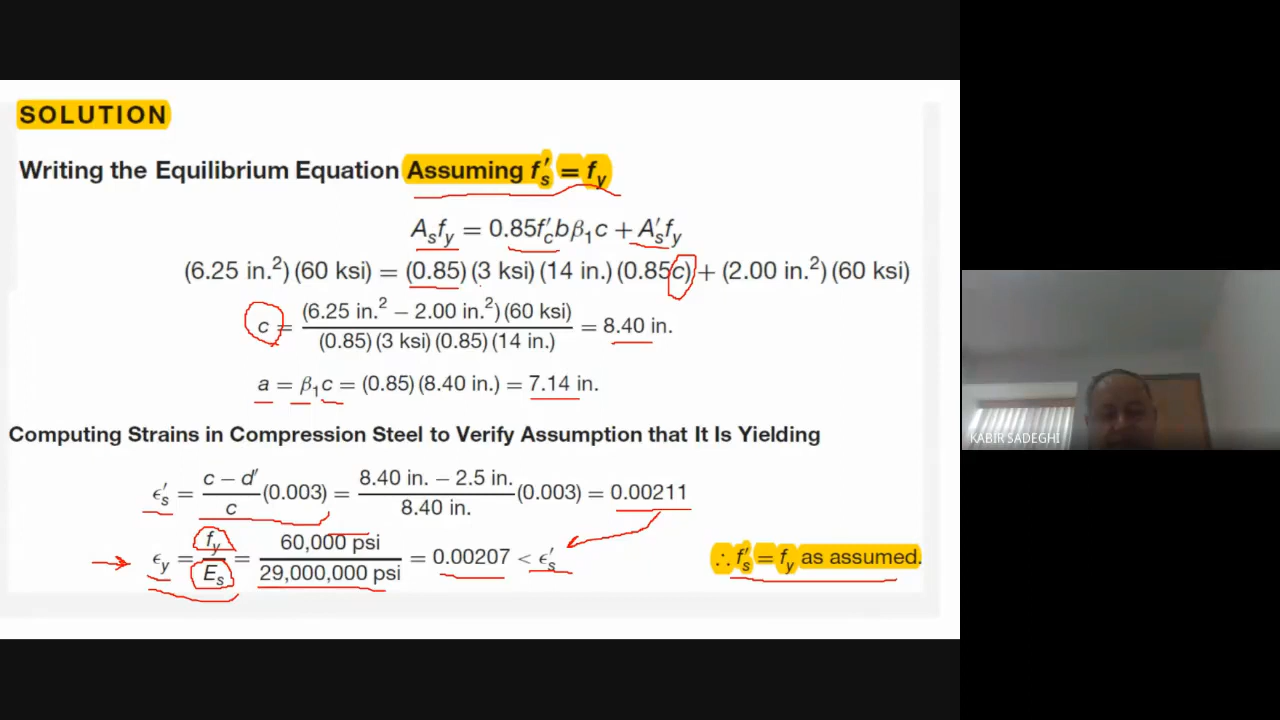 SOLUTION
Writing the Equilibrium Equation Assuming f's = fy
Asfy = 0.85f'cbβ1c + A'sfy
(6.25 in.²)(60 ksi) = (0.85)(3 ksi)(14 in.)(0.85c) + (2.00 in.²)(60 ksi)
c = (6.25 in.² − 2.00 in.²)(60 ksi) / (0.85)(3 ksi)(0.85)(14 in.) = 8.40 in.
a = β1c = (0.85)(8.40 in.) = 7.14 in.
Computing Strains in Compression Steel to Verify Assumption that It Is Yielding
ϵ's = c − d' / c (0.003) = 8.40 in. − 2.5 in. / 8.40 in. (0.003) = 0.00211
ϵy = fy / Es = 60,000 psi / 29,000,000 psi = 0.00207 < ϵ's ∴ f's = fy as assumed.
KABIR SADEGHI